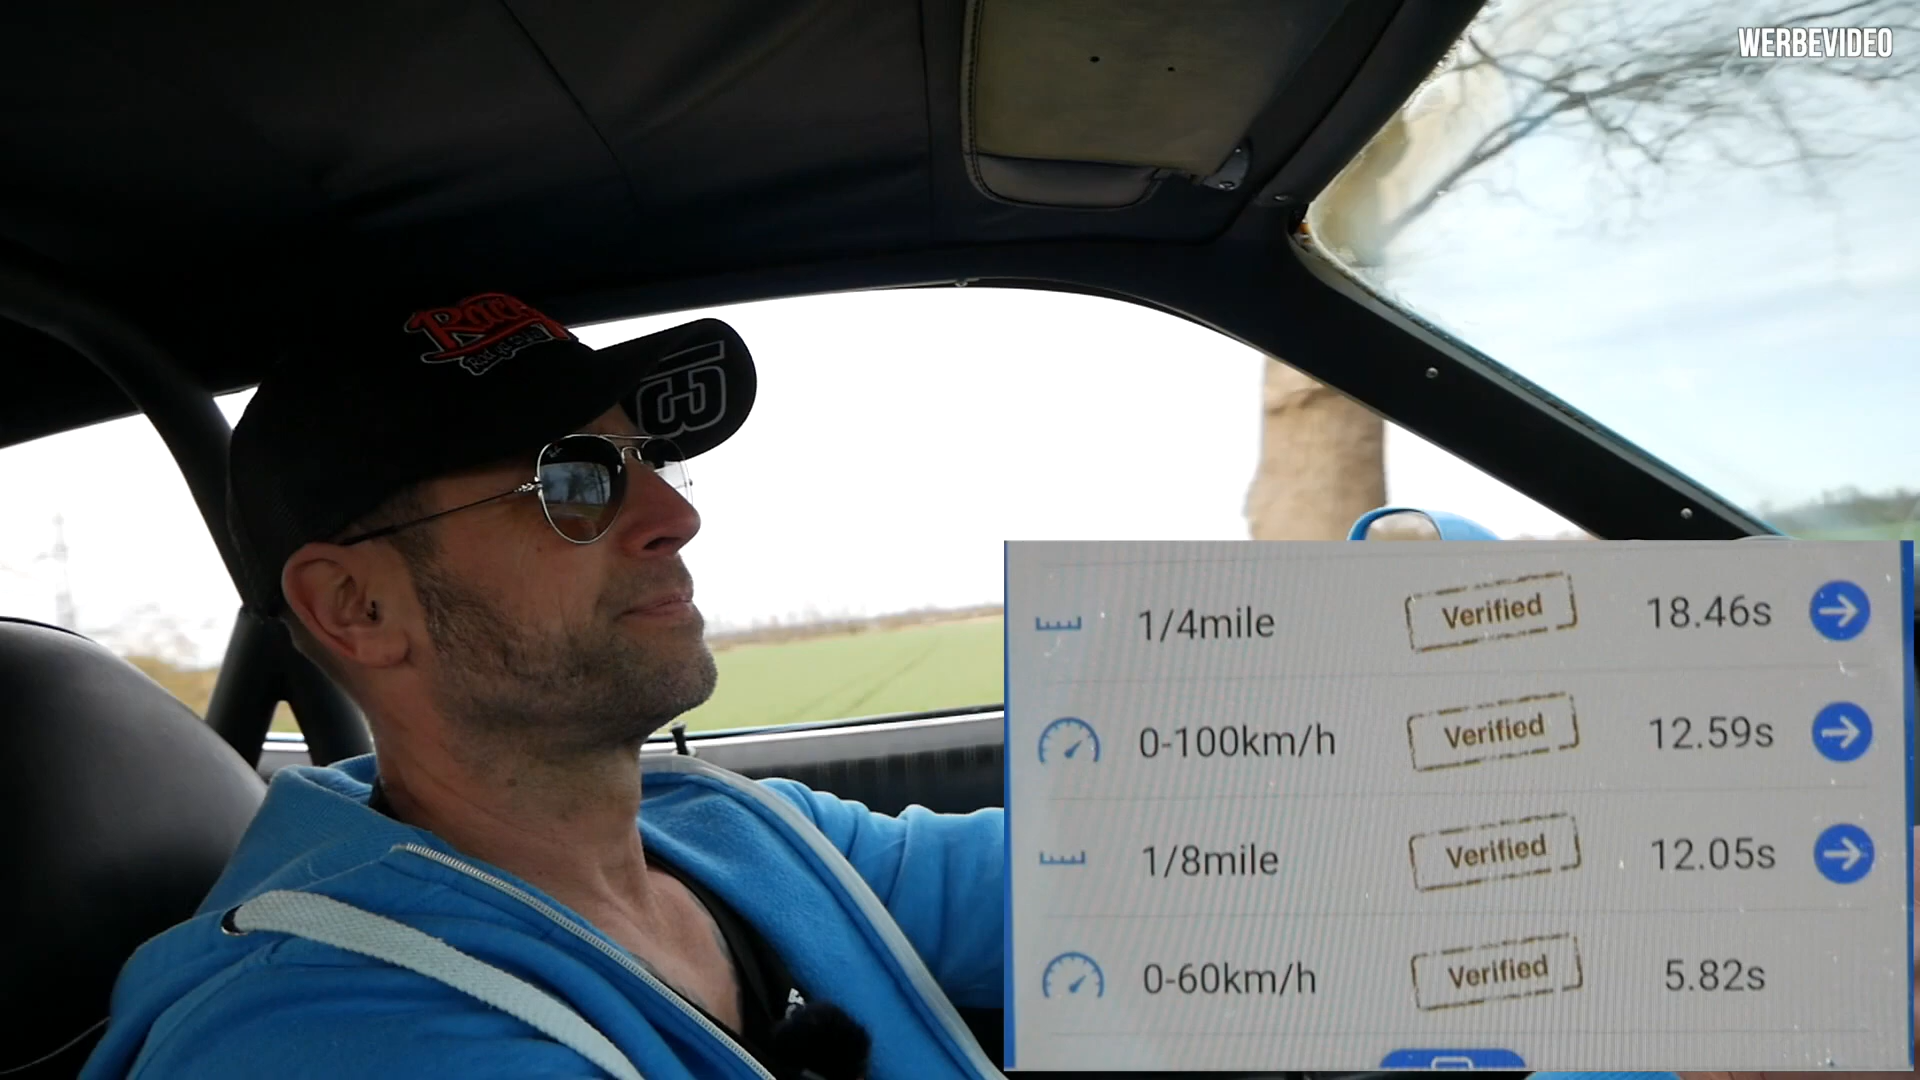 WERBEVIDEO
13
1/4mile Verified 18.46s
0-100km/h Verified 12.59s
1/8mile Verified 12.05s
0-60km/h Verified 5.82s